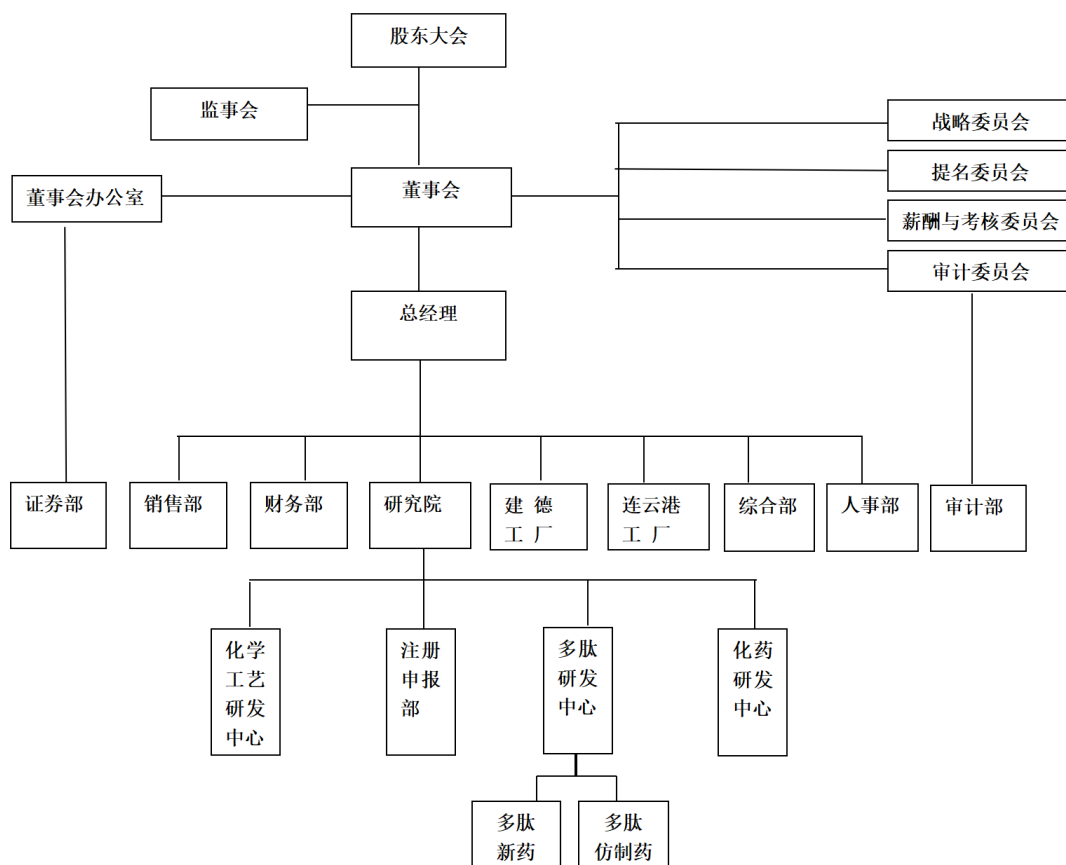 股东大会
监事会
战略委员会
提名委员会
董事会办公室
董事会
薪酬与考核委员会
审计委员会
总经理
证券部
销售部
财务部
研究院
建 德
工 厂
连云港
工 厂
综合部
人事部
审计部
化学
工艺
研发
中心
注册
申报
部
多肽
研发
中心
化药
研发
中心
多肽
新药
多肽
仿制药